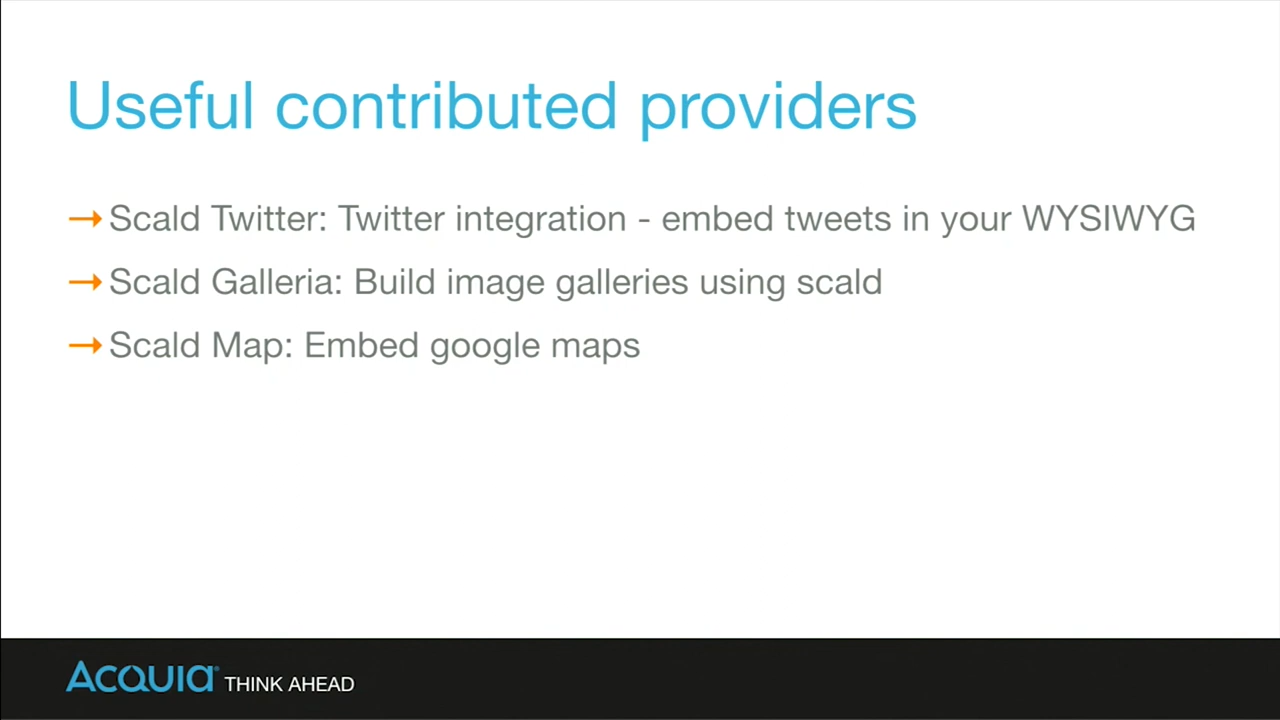 Useful contributed providers
→ Scald Twitter: Twitter integration - embed tweets in your WYSIWYG
→ Scald Galleria: Build image galleries using scald
→ Scald Map: Embed google maps
ACQUIA® THINK AHEAD